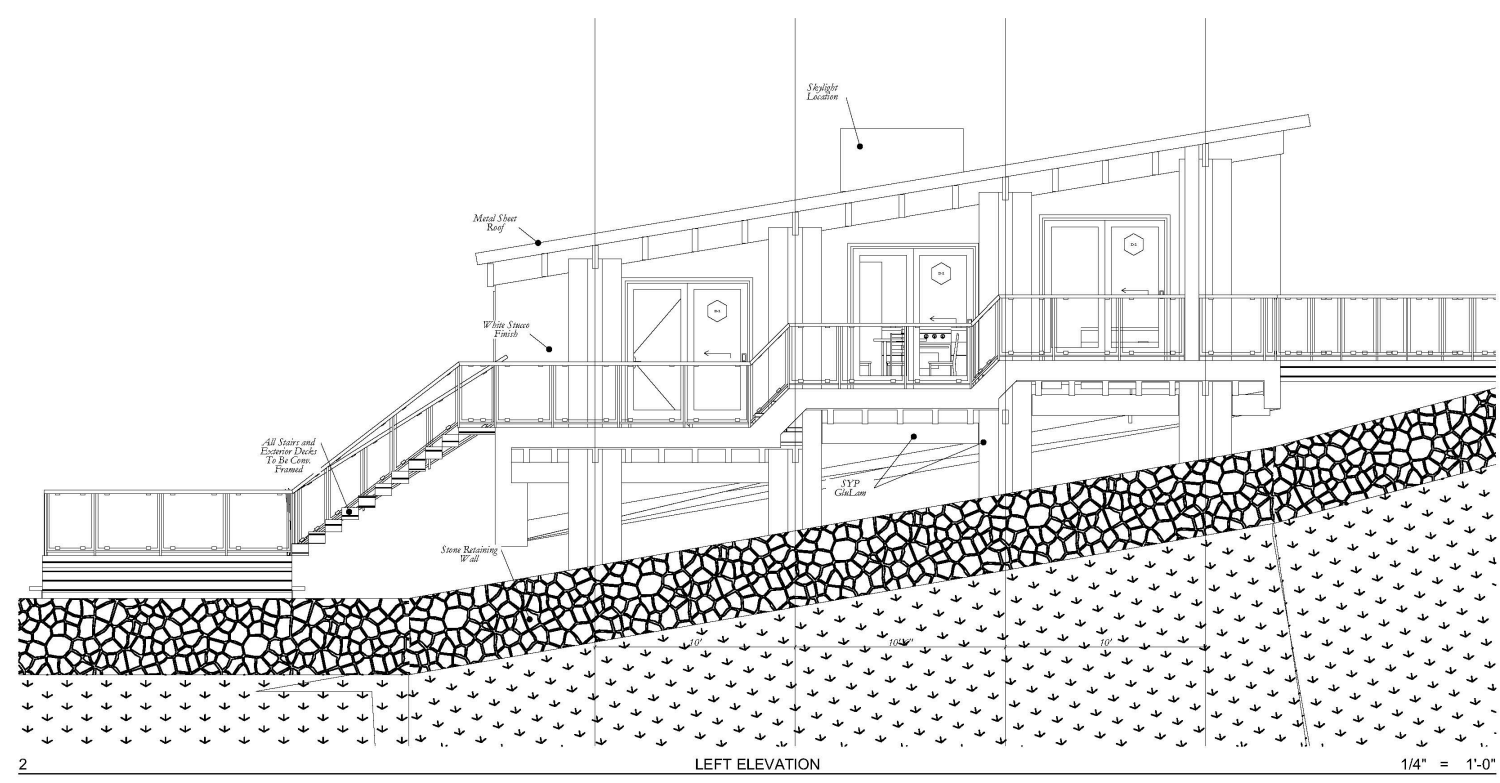 Skylight
Location
Metal Sheet
Roof
White Stucco
Finish
All Stairs and
Exterior Decks
To Be Conv.
Framed
SYP
GluLam
Stone Retaining
Wall
10'
10'
2
LEFT ELEVATION
1/4" = 1'-0"